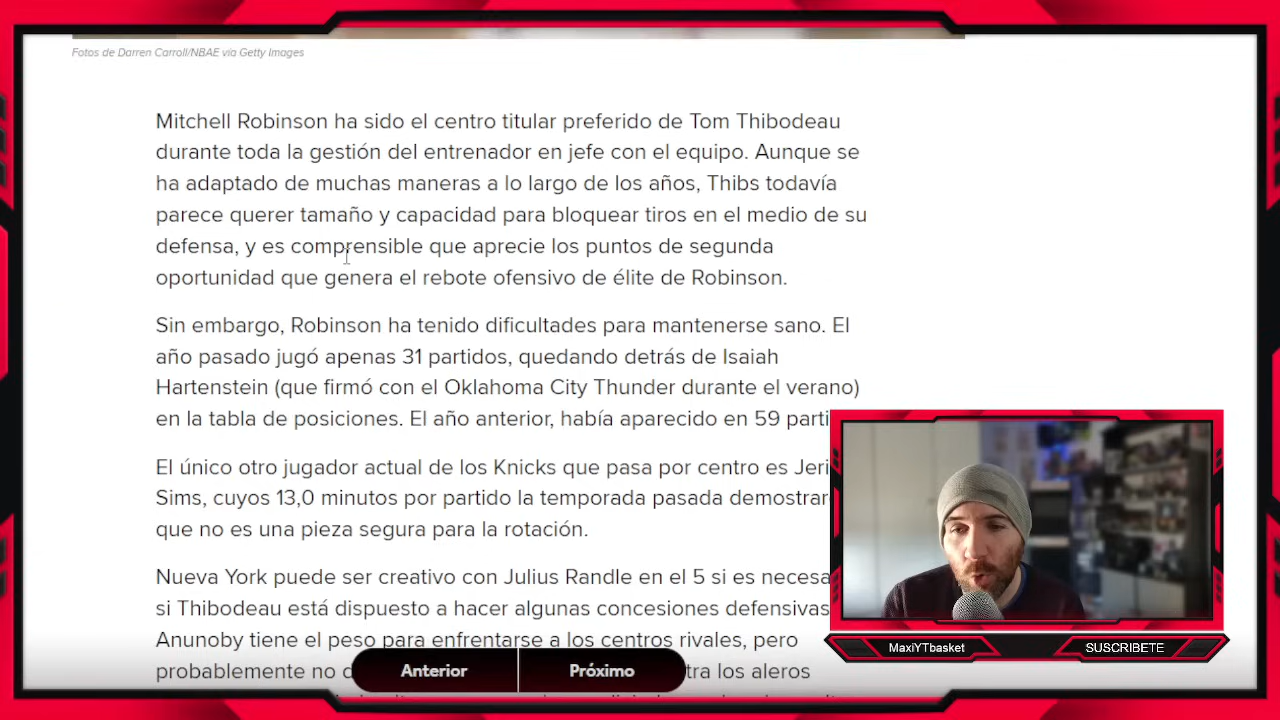 Fotos de Darren Carroll/NBAE via Getty Images
Mitchell Robinson ha sido el centro titular preferido de Tom Thibodeau
durante toda la gestión del entrenador en jefe con el equipo. Aunque se
ha adaptado de muchas maneras a lo largo de los años, Thibs todavía
parece querer tamaño y capacidad para bloquear tiros en el medio de su
defensa, y es comprensible que aprecie los puntos de segunda
oportunidad que genera el rebote ofensivo de élite de Robinson.
Sin embargo, Robinson ha tenido dificultades para mantenerse sano. El
año pasado jugó apenas 31 partidos, quedando detrás de Isaiah
Hartenstein (que firmó con el Oklahoma City Thunder durante el verano)
en la tabla de posiciones. El año anterior, había aparecido en 59
El único otro jugador actual de los Knicks que pasa por centro es
Sims, cuyos 13,0 minutos por partido la temporada pasada
que no es una pieza segura para la rotación.
Nueva York puede ser creativo con Julius Randle en el 5 si es
si Thibodeau está dispuesto a hacer algunas concesiones defensivas
Anunoby tiene el peso para enfrentarse a los centros rivales, pero
probablemente no los aleros
Anterior
Próximo
MaxiYTbasket
SUSCRIBETE